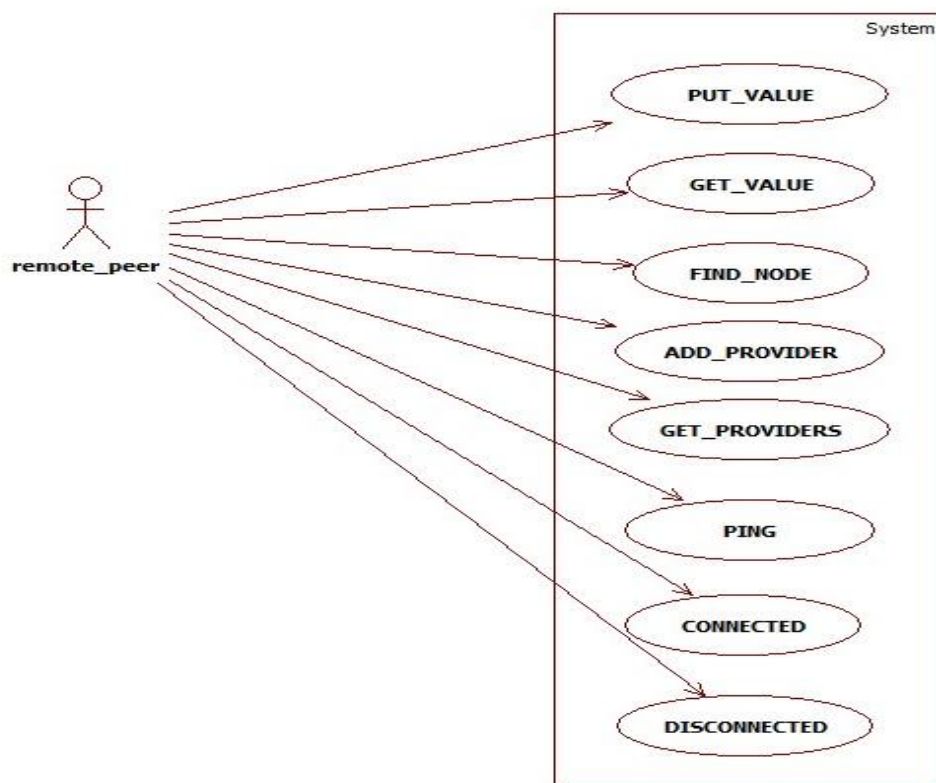 System
PUT_VALUE
GET_VALUE
remote_peer
FIND_NODE
ADD_PROVIDER
GET_PROVIDERS
PING
CONNECTED
DISCONNECTED